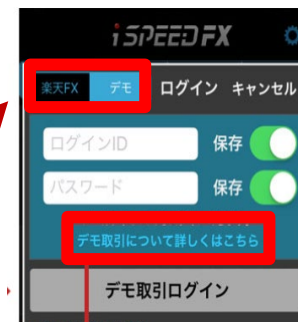 iSPEED FX
楽天FX デモ ログイン キャンセル
ログインID 保存
パスワード 保存
デモ取引について詳しくはこちら
デモ取引ログイン